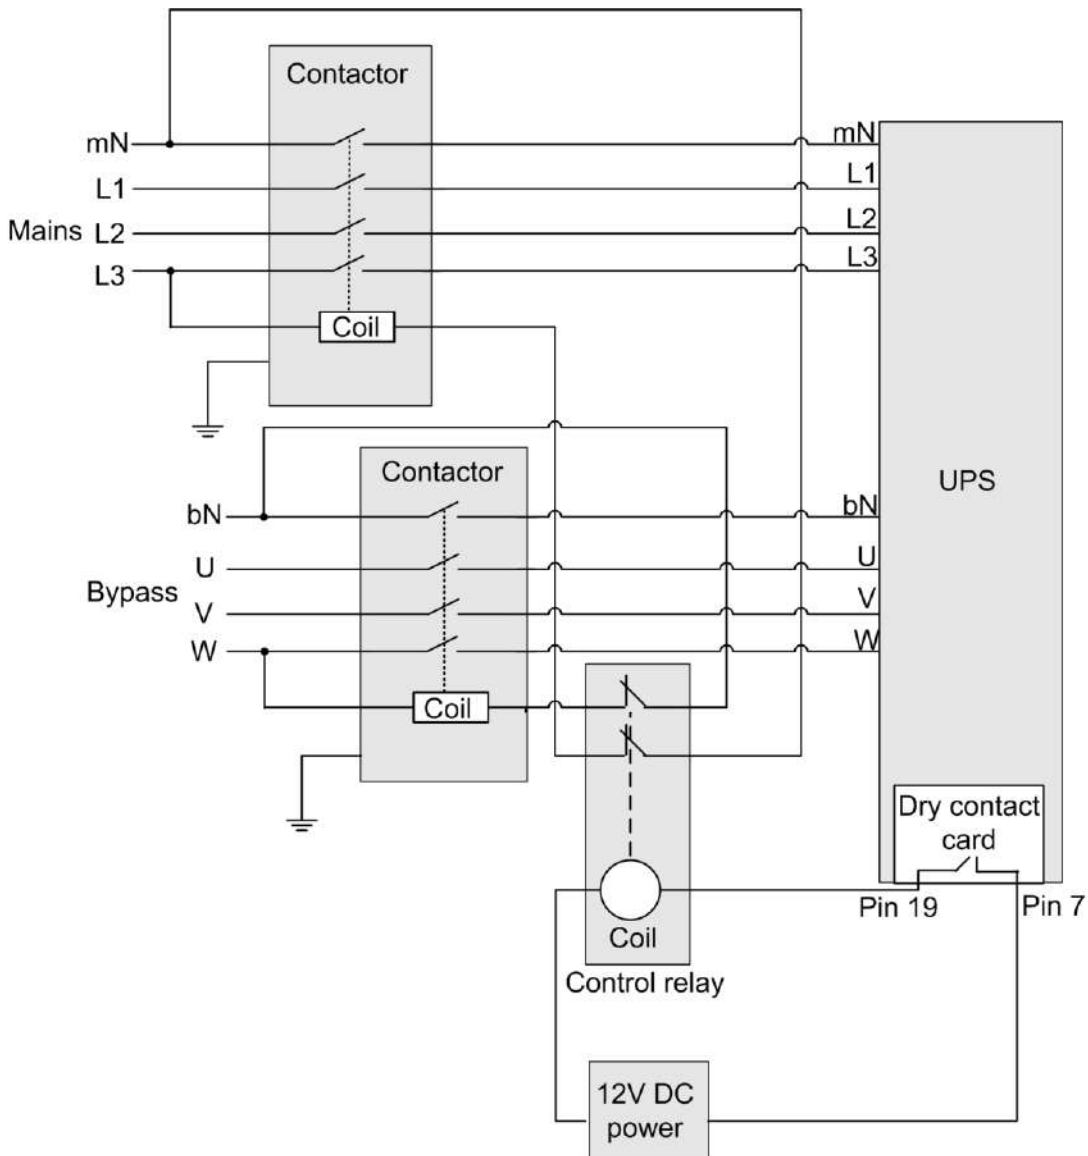 Contactor
mN
mN
L1
L1
Mains
L2
L2
L3
L3
Coil
Contactor
UPS
bN
bN
U
U
Bypass
V
V
W
W
Coil
Dry contact
card
Pin 19
Pin 7
Coil
Control relay
12V DC
power